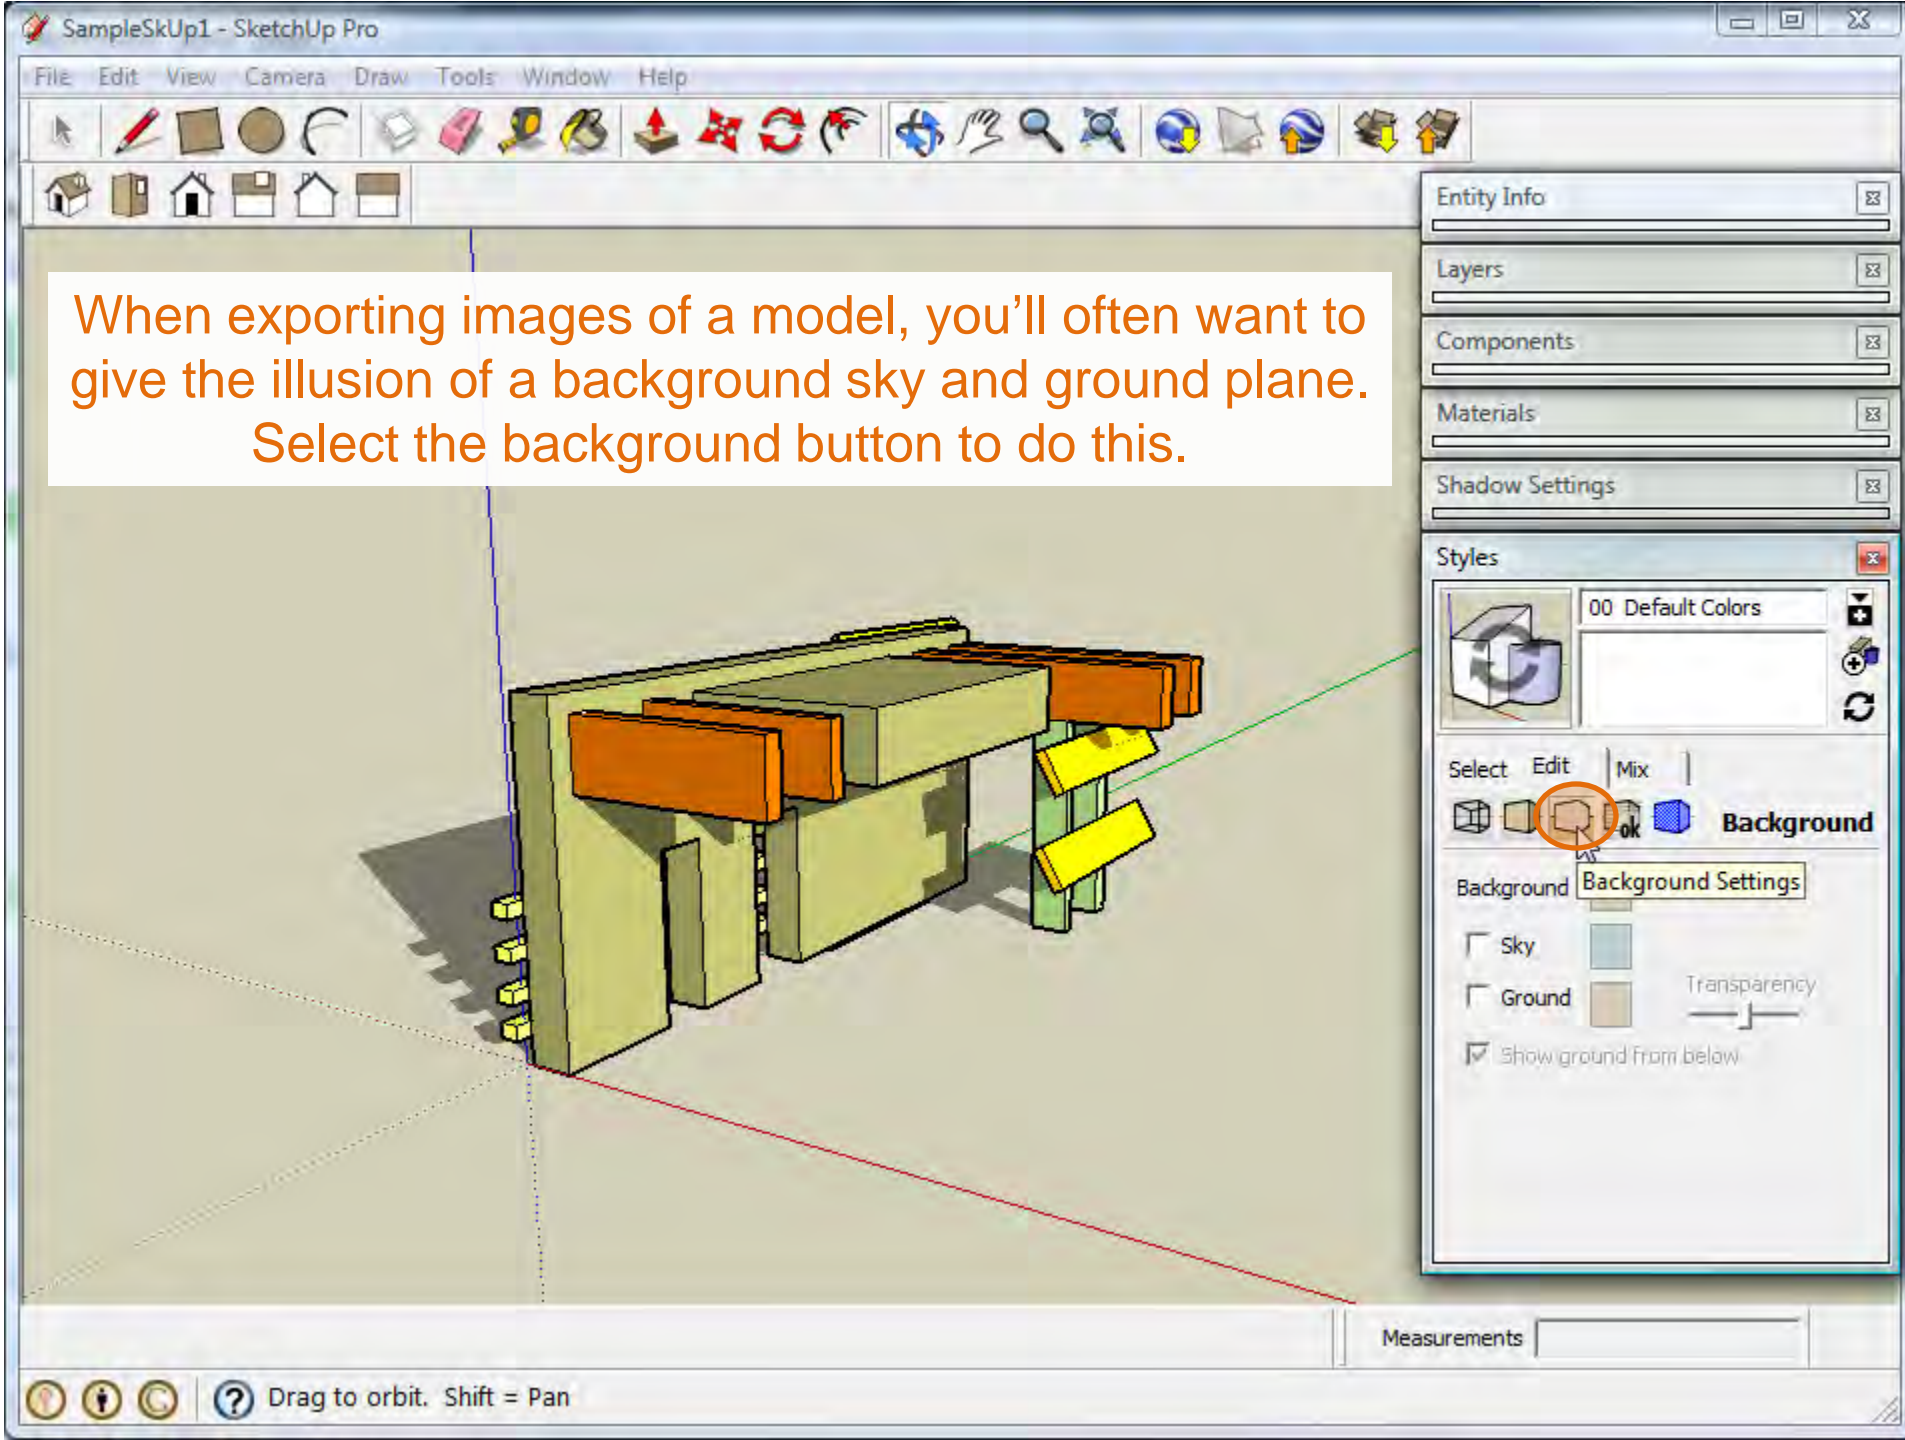 SampleSkUp1 - SketchUp Pro
File Edit View Camera Draw Tools Window Help
When exporting images of a model, you'll often want to
give the illusion of a background sky and ground plane.
Select the background button to do this.
Entity Info
Layers
Components
Materials
Shadow Settings
Styles
00 Default Colors
Select Edit Mix
ok
Background
Background
Background Settings
Sky
Ground
Transparency
Show ground from below
Measurements
Drag to orbit. Shift = Pan